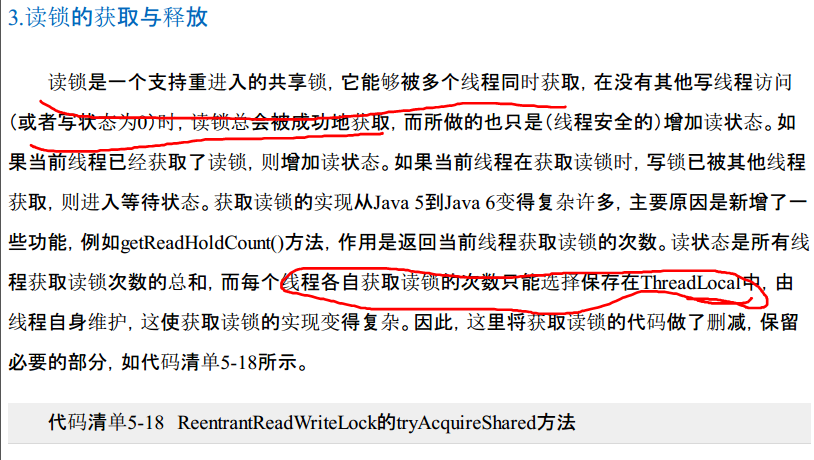 3.读锁的获取与释放
读锁是一个支持重进入的共享锁，它能够被多个线程同时获取，在没有其他写线程访问
（或者写状态为0）时，读锁总会被成功地获取，而所做的也只是（线程安全的）增加读状态。如
果当前线程已经获取了读锁，则增加读状态。如果当前线程在获取读锁时，写锁已被其他线程
获取，则进入等待状态。获取读锁的实现从Java 5到Java 6变得复杂许多，主要原因是新增了一
些功能，例如getReadHoldCount()方法，作用是返回当前线程获取读锁的次数。读状态是所有线
程获取读锁次数的总和，而每个线程各自获取读锁的次数只能选择保存在ThreadLocal中，由
线程自身维护，这使获取读锁的实现变得复杂。因此，这里将获取读锁的代码做了删减，保留
必要的部分，如代码清单5-18所示。
代码清单5-18 ReentrantReadWriteLock的tryAcquireShared方法